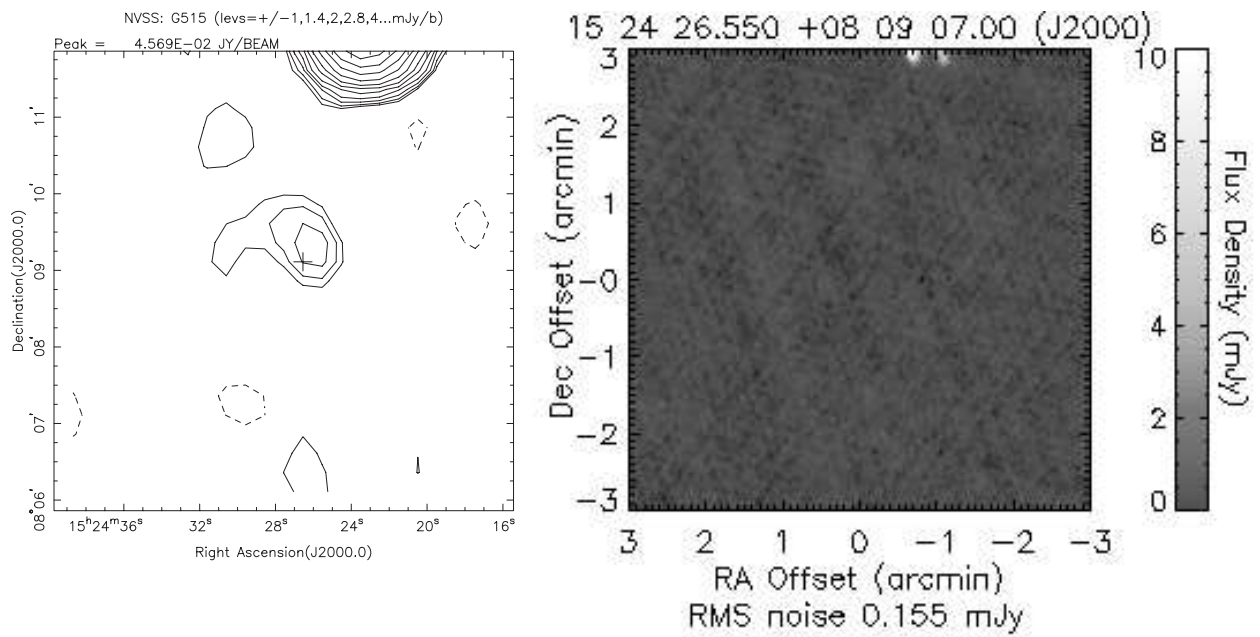 NVSS: G515 (levs=+/−1,1.4,2,2.8,4...mJy/b)
Peak = 4.569E−02 JY/BEAM
11'
10'
09'
08'
07'
08°06'
Declination(J2000.0)
15h24m36s 32s 28s 24s 20s 16s
Right Ascension(J2000.0)
15 24 26.550 +08 09 07.00 (J2000)
3
2
1
−0
−1
−2
−3
Dec Offset (arcmin)
3 2 1 0 −1 −2 −3
RA Offset (arcmin)
RMS noise 0.155 mJy
10
8
6
4
2
0
Flux Density (mJy)